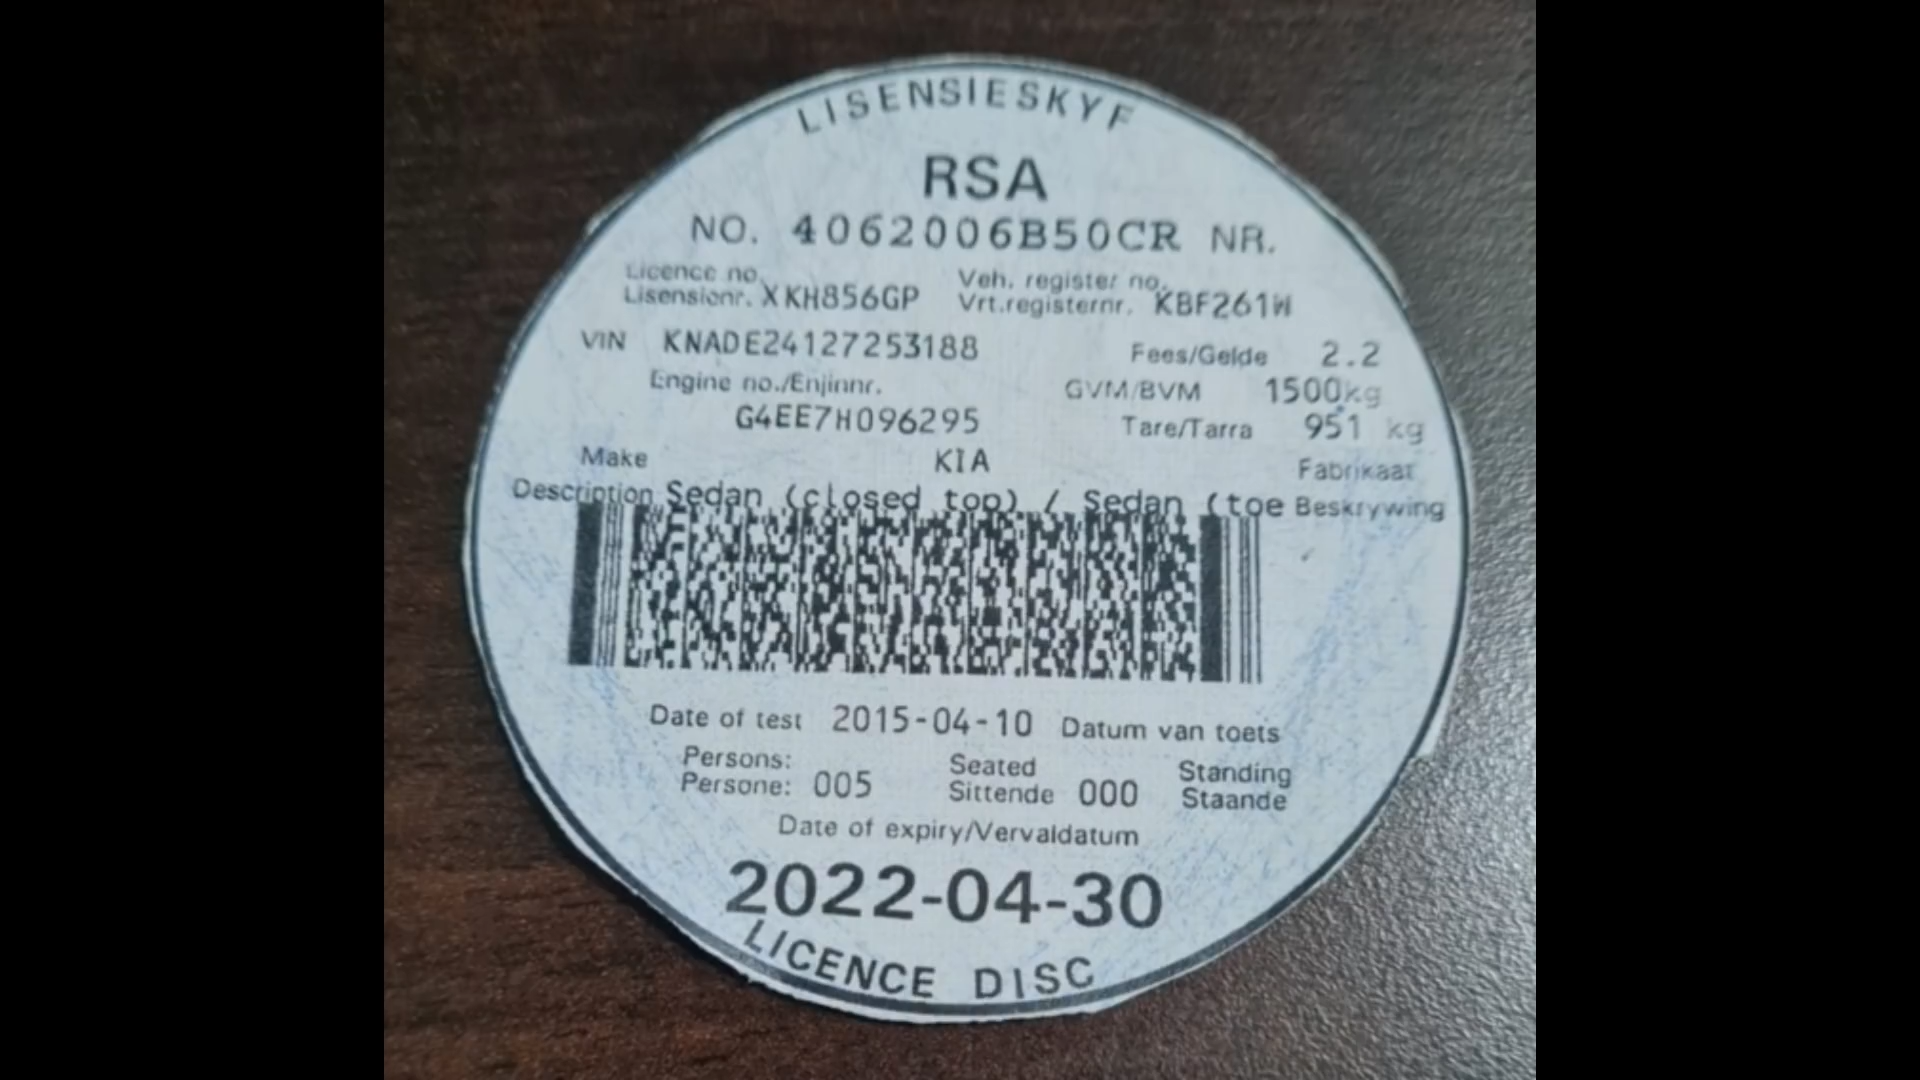 LISENSIESKYF
RSA
NO. 4062006B50CR NR.
Licence no. Veh. register no.
Lisensienr. XKH856GP Vrt.registernr. KBF261W
VIN KNADE24127253188 Fees/Gelde 2.2
Engine no./Enjinnr. GVM/BVM 1500kg
G4EE7H096295 Tare/Tarra 951 kg
Make KIA Fabrikaat
Description Sedan (closed top) / Sedan (toe Beskrywing
Date of test 2015-04-10 Datum van toets
Persons: Seated Standing
Persone: 005 Sittende 000 Staande
Date of expiry/Vervaldatum
2022-04-30
LICENCE DISC